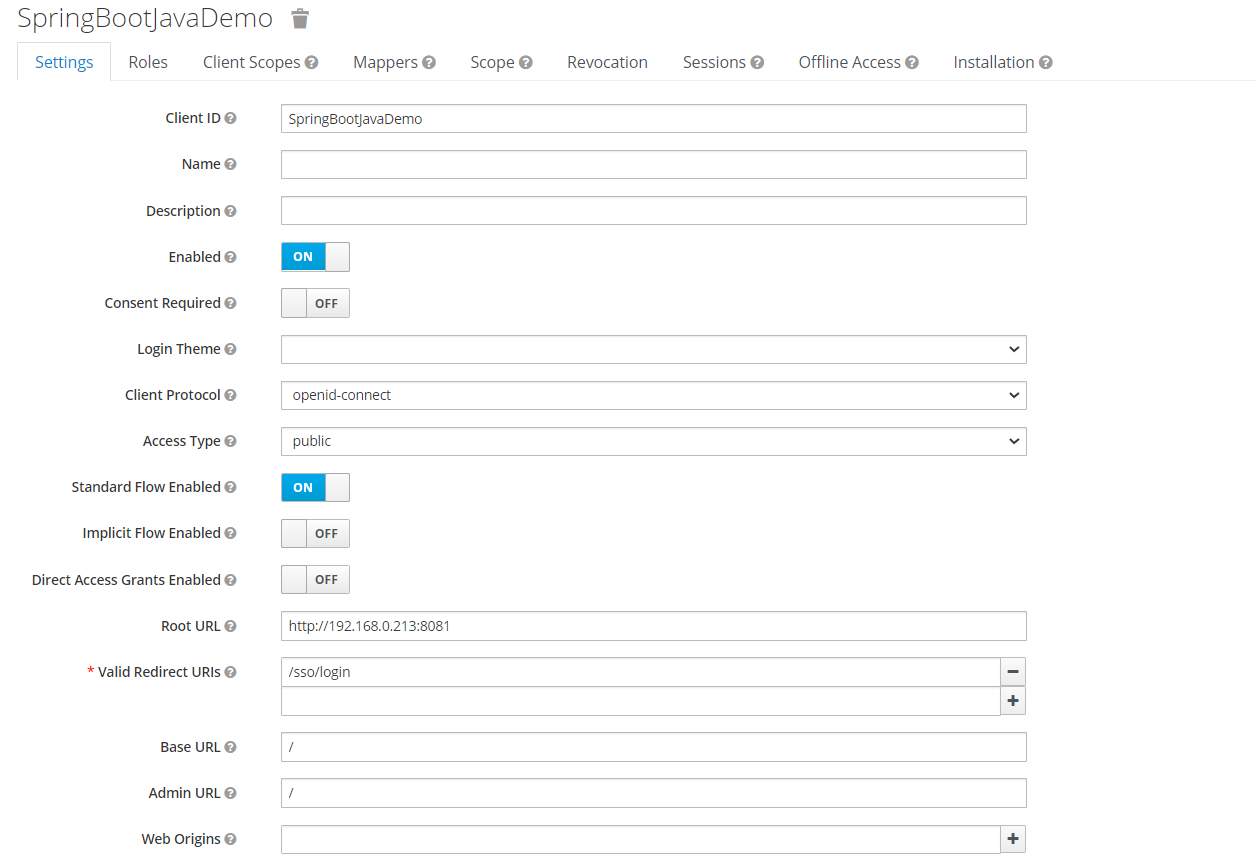 SpringBootJavaDemo
Settings Roles Client Scopes Mappers Scope Revocation Sessions Offline Access Installation
Client ID SpringBootJavaDemo
Name
Description
Enabled ON
Consent Required OFF
Login Theme
Client Protocol openid-connect
Access Type public
Standard Flow Enabled ON
Implicit Flow Enabled OFF
Direct Access Grants Enabled OFF
Root URL http://192.168.0.213:8081
* Valid Redirect URIs /sso/login
Base URL /
Admin URL /
Web Origins